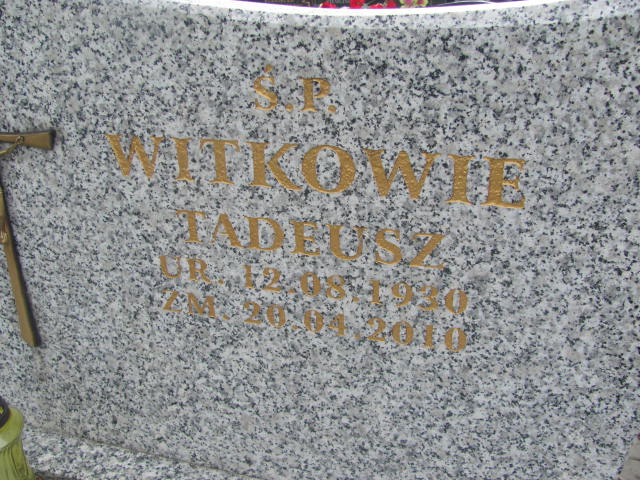 Ś.P.
WITKOWIE
TADEUSZ
UR. 12.08.1930
ZM. 20.04.2010